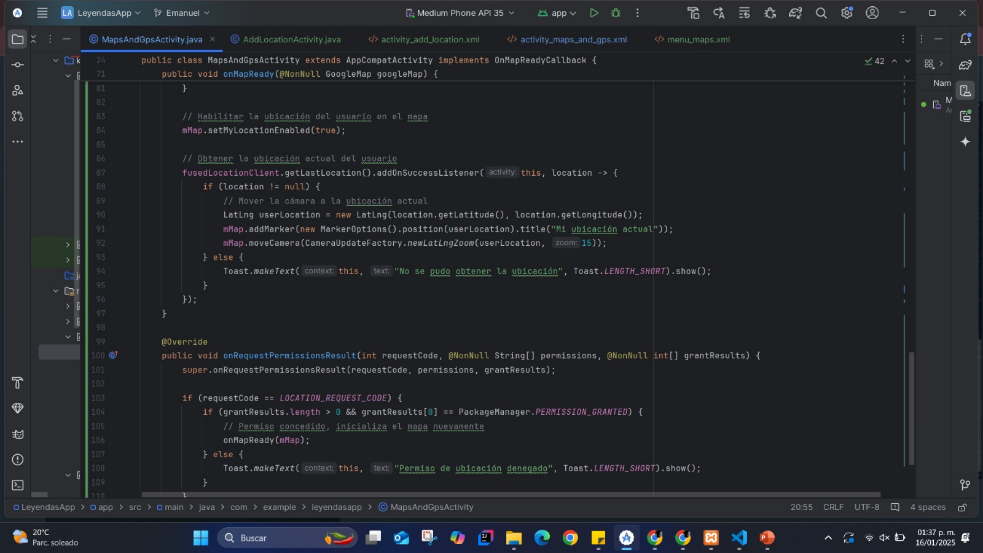 LA LeyendasApp Emanuel Medium Phone API 35 app
MapsAndGpsActivity.java AddLocationActivity.java activity_add_location.xml activity_maps_and_gps.xml menu_maps.xml
24 public class MapsAndGpsActivity extends AppCompatActivity implements OnMapReadyCallback { 42
71 public void onMapReady(@NonNull GoogleMap googleMap) {
Nam
81 }
82
83 // Habilitar la ubicación del usuario en el mapa
84 mMap.setMyLocationEnabled(true);
85
86 // Obtener la ubicación actual del usuario
87 fusedLocationClient.getLastLocation().addOnSuccessListener( activity: this, location -> {
88 if (location != null) {
89 // Mover la cámara a la ubicación actual
90 LatLng userLocation = new LatLng(location.getLatitude(), location.getLongitude());
91 mMap.addMarker(new MarkerOptions().position(userLocation).title("Mi ubicación actual"));
92 mMap.moveCamera(CameraUpdateFactory.newLatLngZoom(userLocation, zoom: 15));
93 } else {
94 Toast.makeText( context: this, text: "No se pudo obtener la ubicación", Toast.LENGTH_SHORT).show();
95 }
96 });
97 }
98
99 @Override
100 public void onRequestPermissionsResult(int requestCode, @NonNull String[] permissions, @NonNull int[] grantResults) {
101 super.onRequestPermissionsResult(requestCode, permissions, grantResults);
102
103 if (requestCode == LOCATION_REQUEST_CODE) {
104 if (grantResults.length > 0 && grantResults[0] == PackageManager.PERMISSION_GRANTED) {
105 // Permiso concedido, inicializa el mapa nuevamente
106 onMapReady(mMap);
107 } else {
108 Toast.makeText( context: this, text: "Permiso de ubicación denegado", Toast.LENGTH_SHORT).show();
109 }
110 }
LeyendasApp > app > src > main > java > com > example > leyendasapp > MapsAndGpsActivity 20:55 CRLF UTF-8 4 spaces
20°C
Parc. soleado
Buscar
01:37 p. m.
16/01/2025